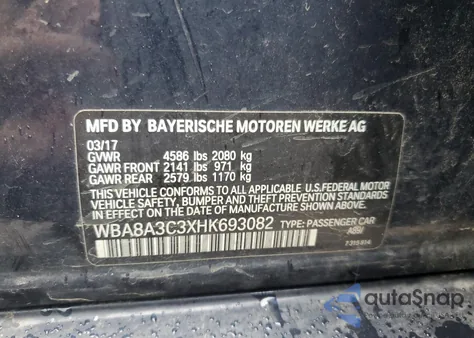 MFD BY BAYERISCHE MOTOREN WERKE AG
03/17
GVWR 4586 lbs 2080 kg
GAWR FRONT 2141 lbs 971 kg
GAWR REAR 2579 lbs 1170 kg
THIS VEHICLE CONFORMS TO ALL APPLICABLE U.S.FEDERAL MOTOR
VEHICLE SAFETY, BUMPER, AND THEFT PREVENTION STANDARDS
IN EFFECT ON THE DATE OF MANUFACTURE SHOWN ABOVE.
WBA8A3C3XHK693082 TYPE: PASSENGER CAR
autoSnap